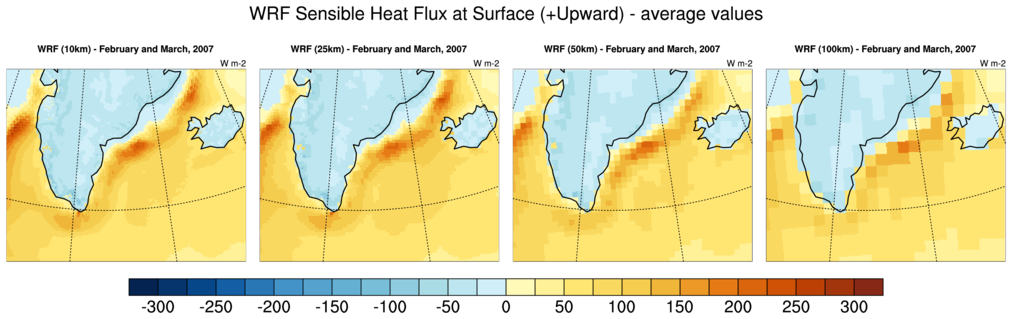 WRF Sensible Heat Flux at Surface (+Upward) - average values
WRF (10km) - February and March, 2007
W m-2
WRF (25km) - February and March, 2007
W m-2
WRF (50km) - February and March, 2007
W m-2
WRF (100km) - February and March, 2007
W m-2
-300 -250 -200 -150 -100 -50 0 50 100 150 200 250 300